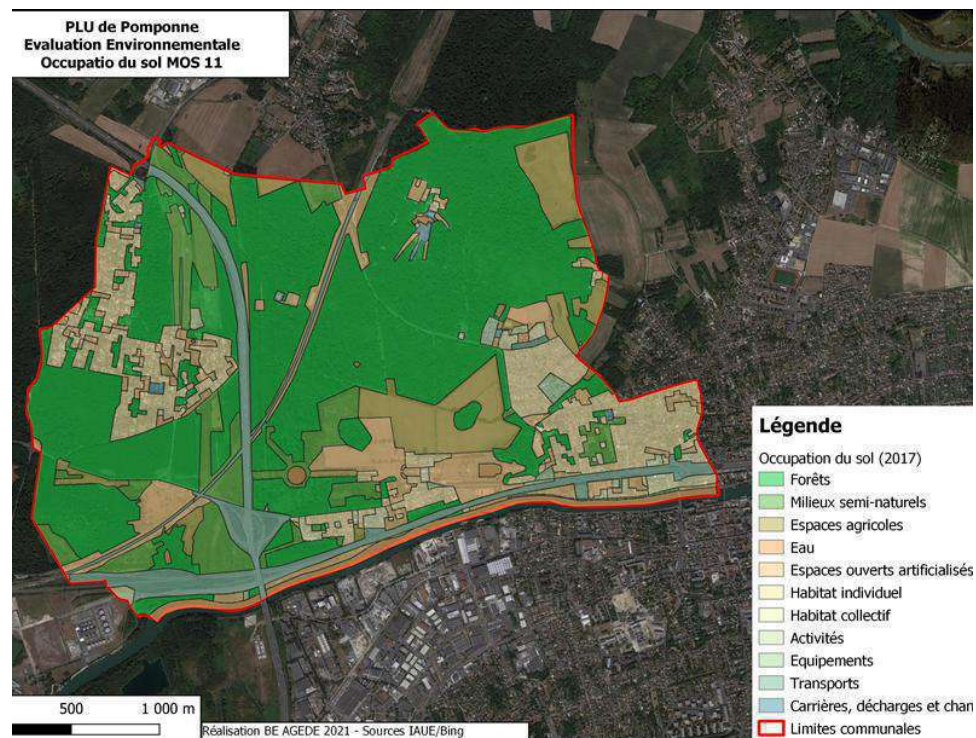 PLU de Pomponne
Evaluation Environnementale
Occupatio du sol MOS 11
Légende
Occupation du sol (2017)
Forêts
Milieux semi-naturels
Espaces agricoles
Eau
Espaces ouverts artificialisés
Habitat individuel
Habitat collectif
Activités
Equipements
Transports
Carrières, décharges et chan
Limites communales
500 1 000 m
Réalisation BE AGEDE 2021 - Sources IAUE/Bing